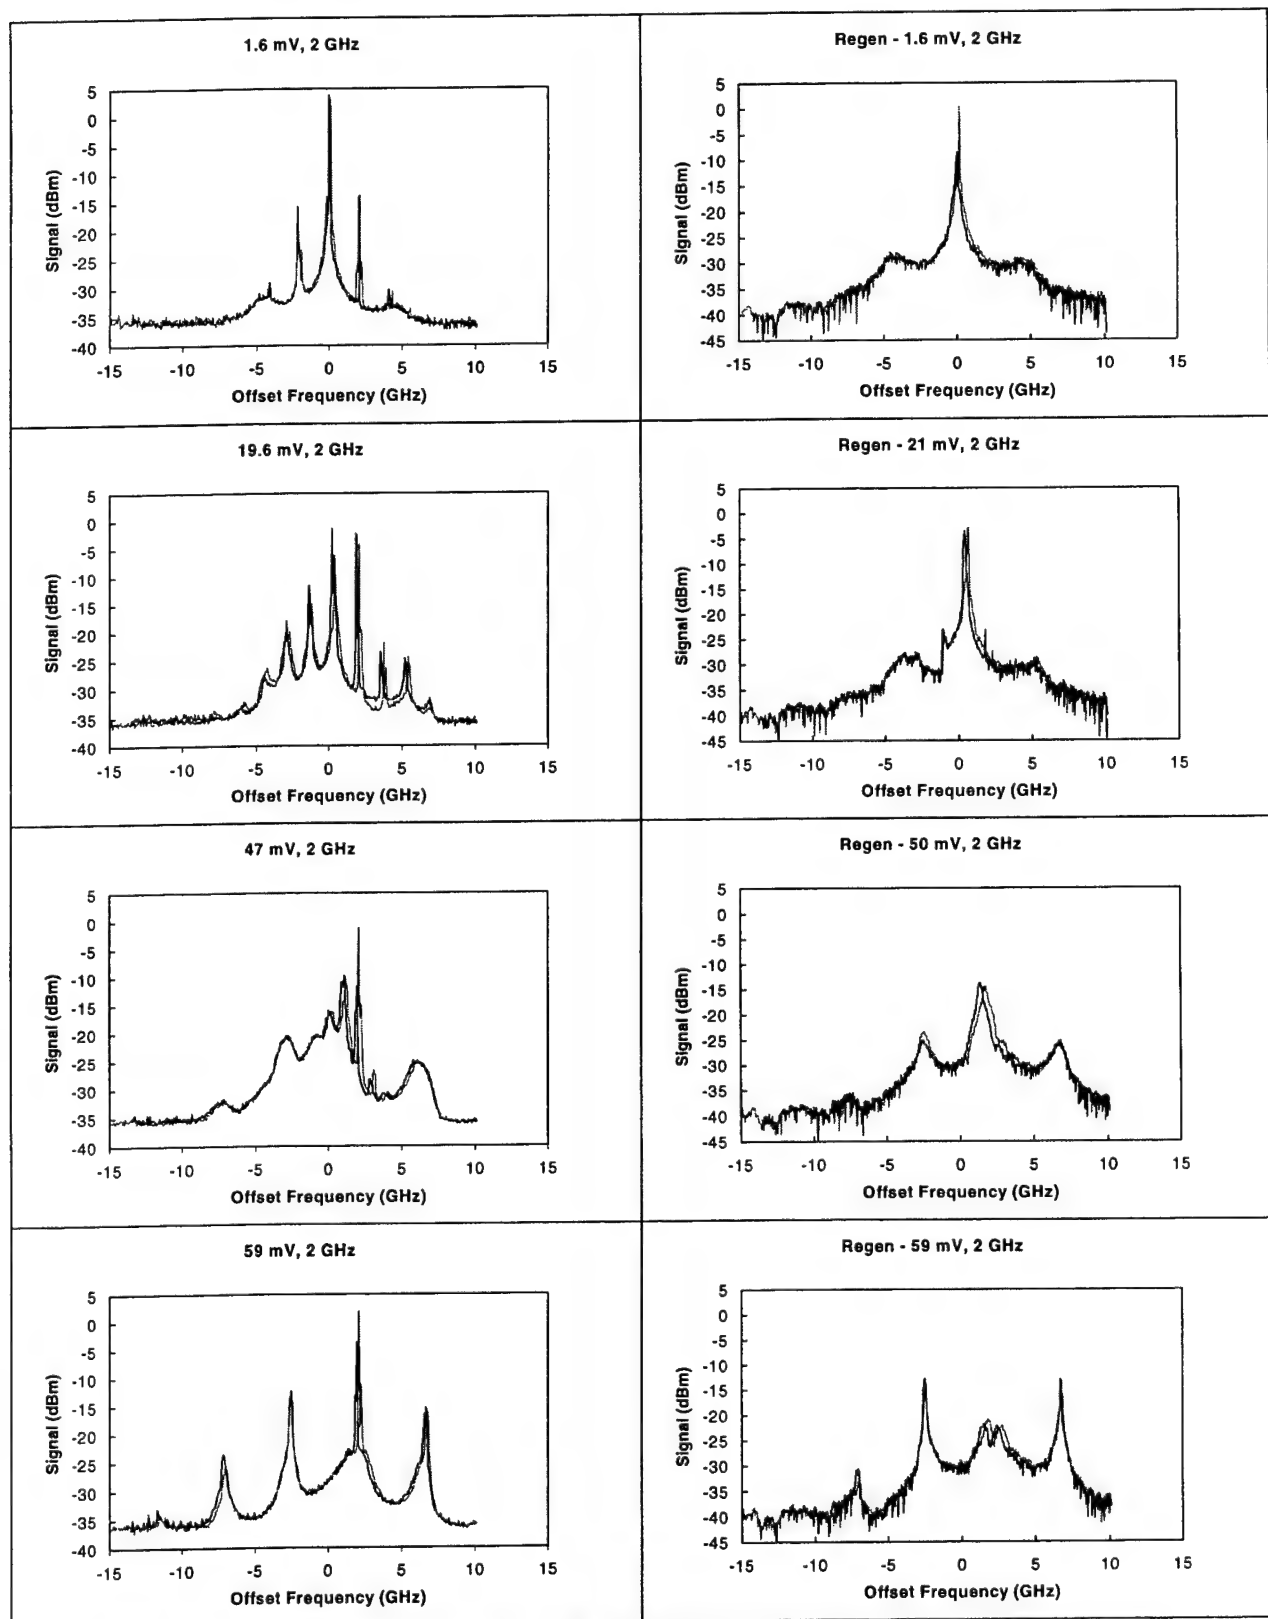 1.6 mV, 2 GHz
5
0
-5
-10
-15
-20
-25
-30
-35
-40
Signal (dBm)
-15 -10 -5 0 5 10 15
Offset Frequency (GHz)
Regen - 1.6 mV, 2 GHz
5
0
-5
-10
-15
-20
-25
-30
-35
-40
-45
Signal (dBm)
-15 -10 -5 0 5 10 15
Offset Frequency (GHz)
19.6 mV, 2 GHz
5
0
-5
-10
-15
-20
-25
-30
-35
-40
Signal (dBm)
-15 -10 -5 0 5 10 15
Offset Frequency (GHz)
Regen - 21 mV, 2 GHz
5
0
-5
-10
-15
-20
-25
-30
-35
-40
-45
Signal (dBm)
-15 -10 -5 0 5 10 15
Offset Frequency (GHz)
47 mV, 2 GHz
5
0
-5
-10
-15
-20
-25
-30
-35
-40
Signal (dBm)
-15 -10 -5 0 5 10 15
Offset Frequency (GHz)
Regen - 50 mV, 2 GHz
5
0
-5
-10
-15
-20
-25
-30
-35
-40
-45
Signal (dBm)
-15 -10 -5 0 5 10 15
Offset Frequency (GHz)
59 mV, 2 GHz
5
0
-5
-10
-15
-20
-25
-30
-35
-40
Signal (dBm)
-15 -10 -5 0 5 10 15
Offset Frequency (GHz)
Regen - 59 mV, 2 GHz
5
0
-5
-10
-15
-20
-25
-30
-35
-40
-45
Signal (dBm)
-15 -10 -5 0 5 10 15
Offset Frequency (GHz)